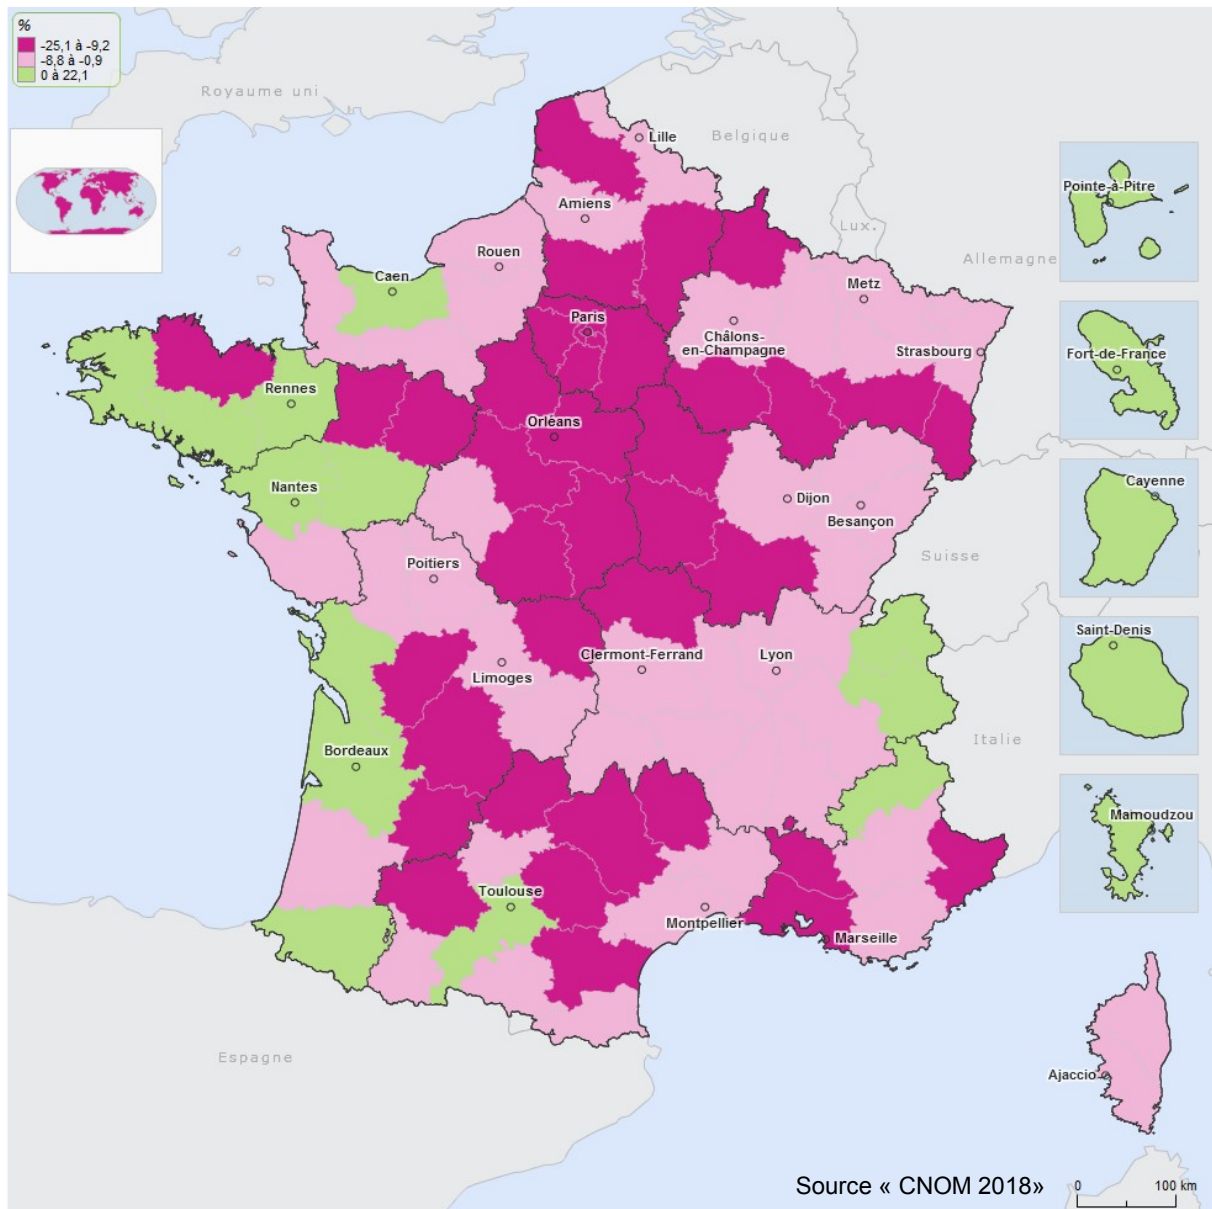 %
-25,1 à -9,2
-8,8 à -0,9
0 à 22,1
Royaume uni
Lille
Belgique
Pointe-à-Pitre
Amiens
Lux.
Rouen
Allemagne
Caen
Metz
Paris
Châlons-
en-Champagne
Strasbourg
Fort-de-France
Rennes
Orléans
Nantes
Dijon
Besançon
Cayenne
Suisse
Poitiers
Saint-Denis
Clermont-Ferrand
Lyon
Limoges
Italie
Bordeaux
Mamoudzou
Toulouse
Montpellier
Marseille
Espagne
Ajaccio
Source « CNOM 2018»
0
100 km